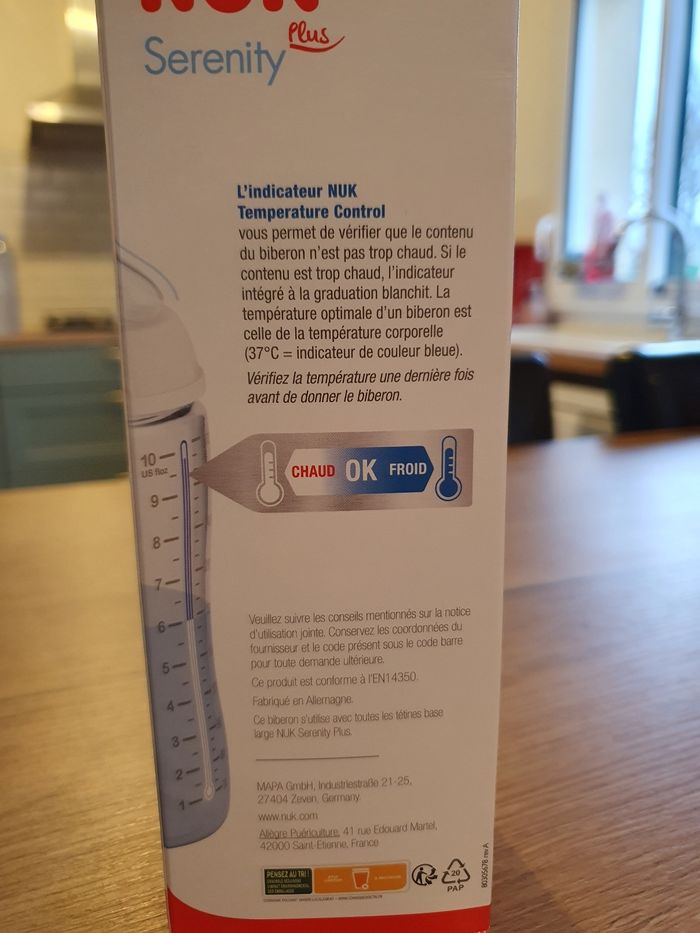 NUK
Serenity Plus
L'indicateur NUK
Temperature Control
vous permet de vérifier que le contenu
du biberon n'est pas trop chaud. Si le
contenu est trop chaud, l'indicateur
intégré à la graduation blanchit. La
température optimale d'un biberon est
celle de la température corporelle
(37°C = indicateur de couleur bleue).
Vérifiez la température une dernière fois
avant de donner le biberon.
CHAUD OK FROID
10
US floz
9
8
7
6
5
4
3
2
1
Veuillez suivre les conseils mentionnés sur la notice
d'utilisation jointe. Conservez les coordonnées du
fournisseur et le code présent sous le code barre
pour toute demande ultérieure.
Ce produit est conforme à l'EN14350.
Fabriqué en Allemagne.
Ce biberon s'utilise avec toutes les tétines base
large NUK Serenity Plus.
MAPA GmbH, Industriestraße 21-25,
27404 Zeven, Germany
www.nuk.com
Allègre Puériculture, 41 rue Edouard Martel,
42000 Saint-Etienne, France
PENSEZ AU TRI !
20
PAP